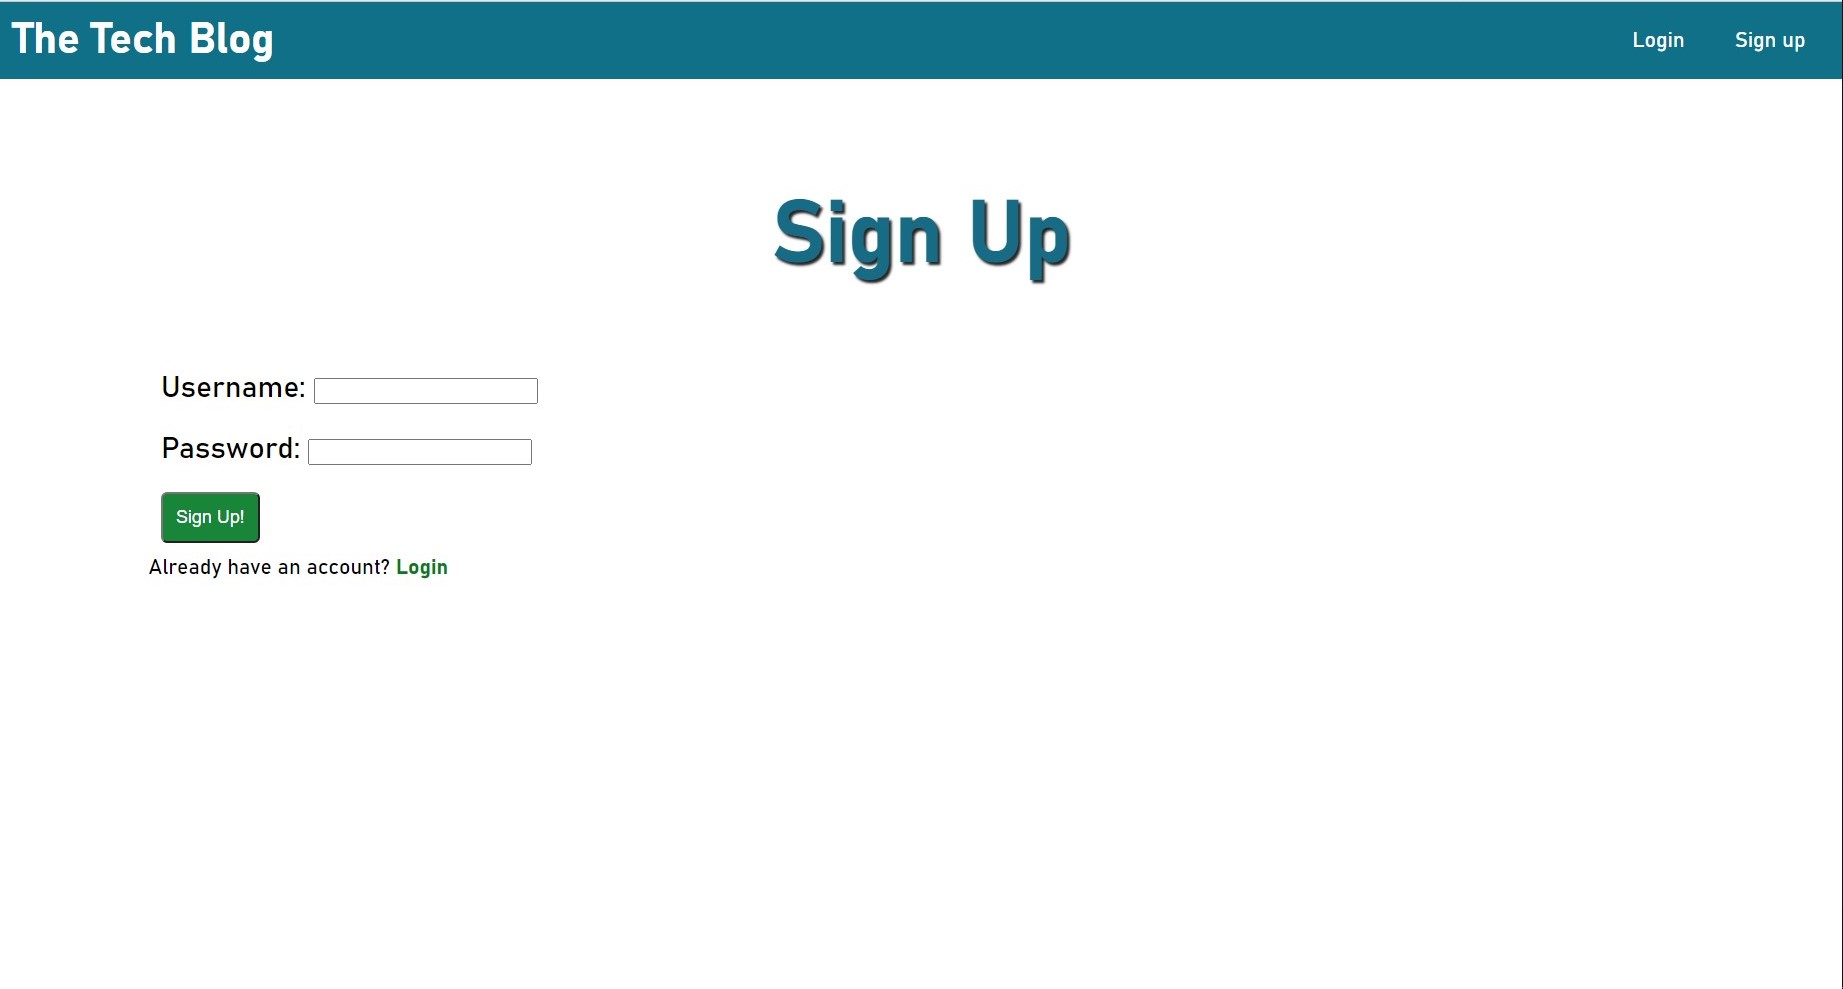 The Tech Blog Login Sign up
Sign Up
Username:
Password:
Sign Up!
Already have an account? Login